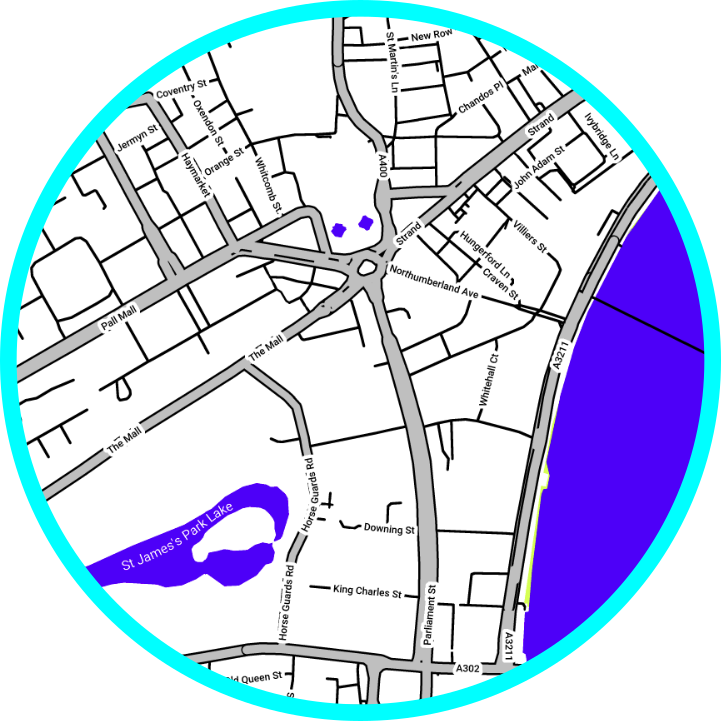 New Row
St Martin's Ln
Coventry St
Chandos Pl
Oxendon St
Strand
Ivybridge Ln
Jermyn St
A400
Orange St
John Adam St
Haymarket
Whitcomb St.
Strand
Villiers St
Hungerford Ln
Northumberland Ave
Craven St
Pall Mall
The Mall
A3211
Whitehall Ct
The Mall
Horse Guards Rd
St James's Park Lake
Downing St
King Charles St
Horse Guards Rd
Parliament St
A3211
A302
Old Queen St